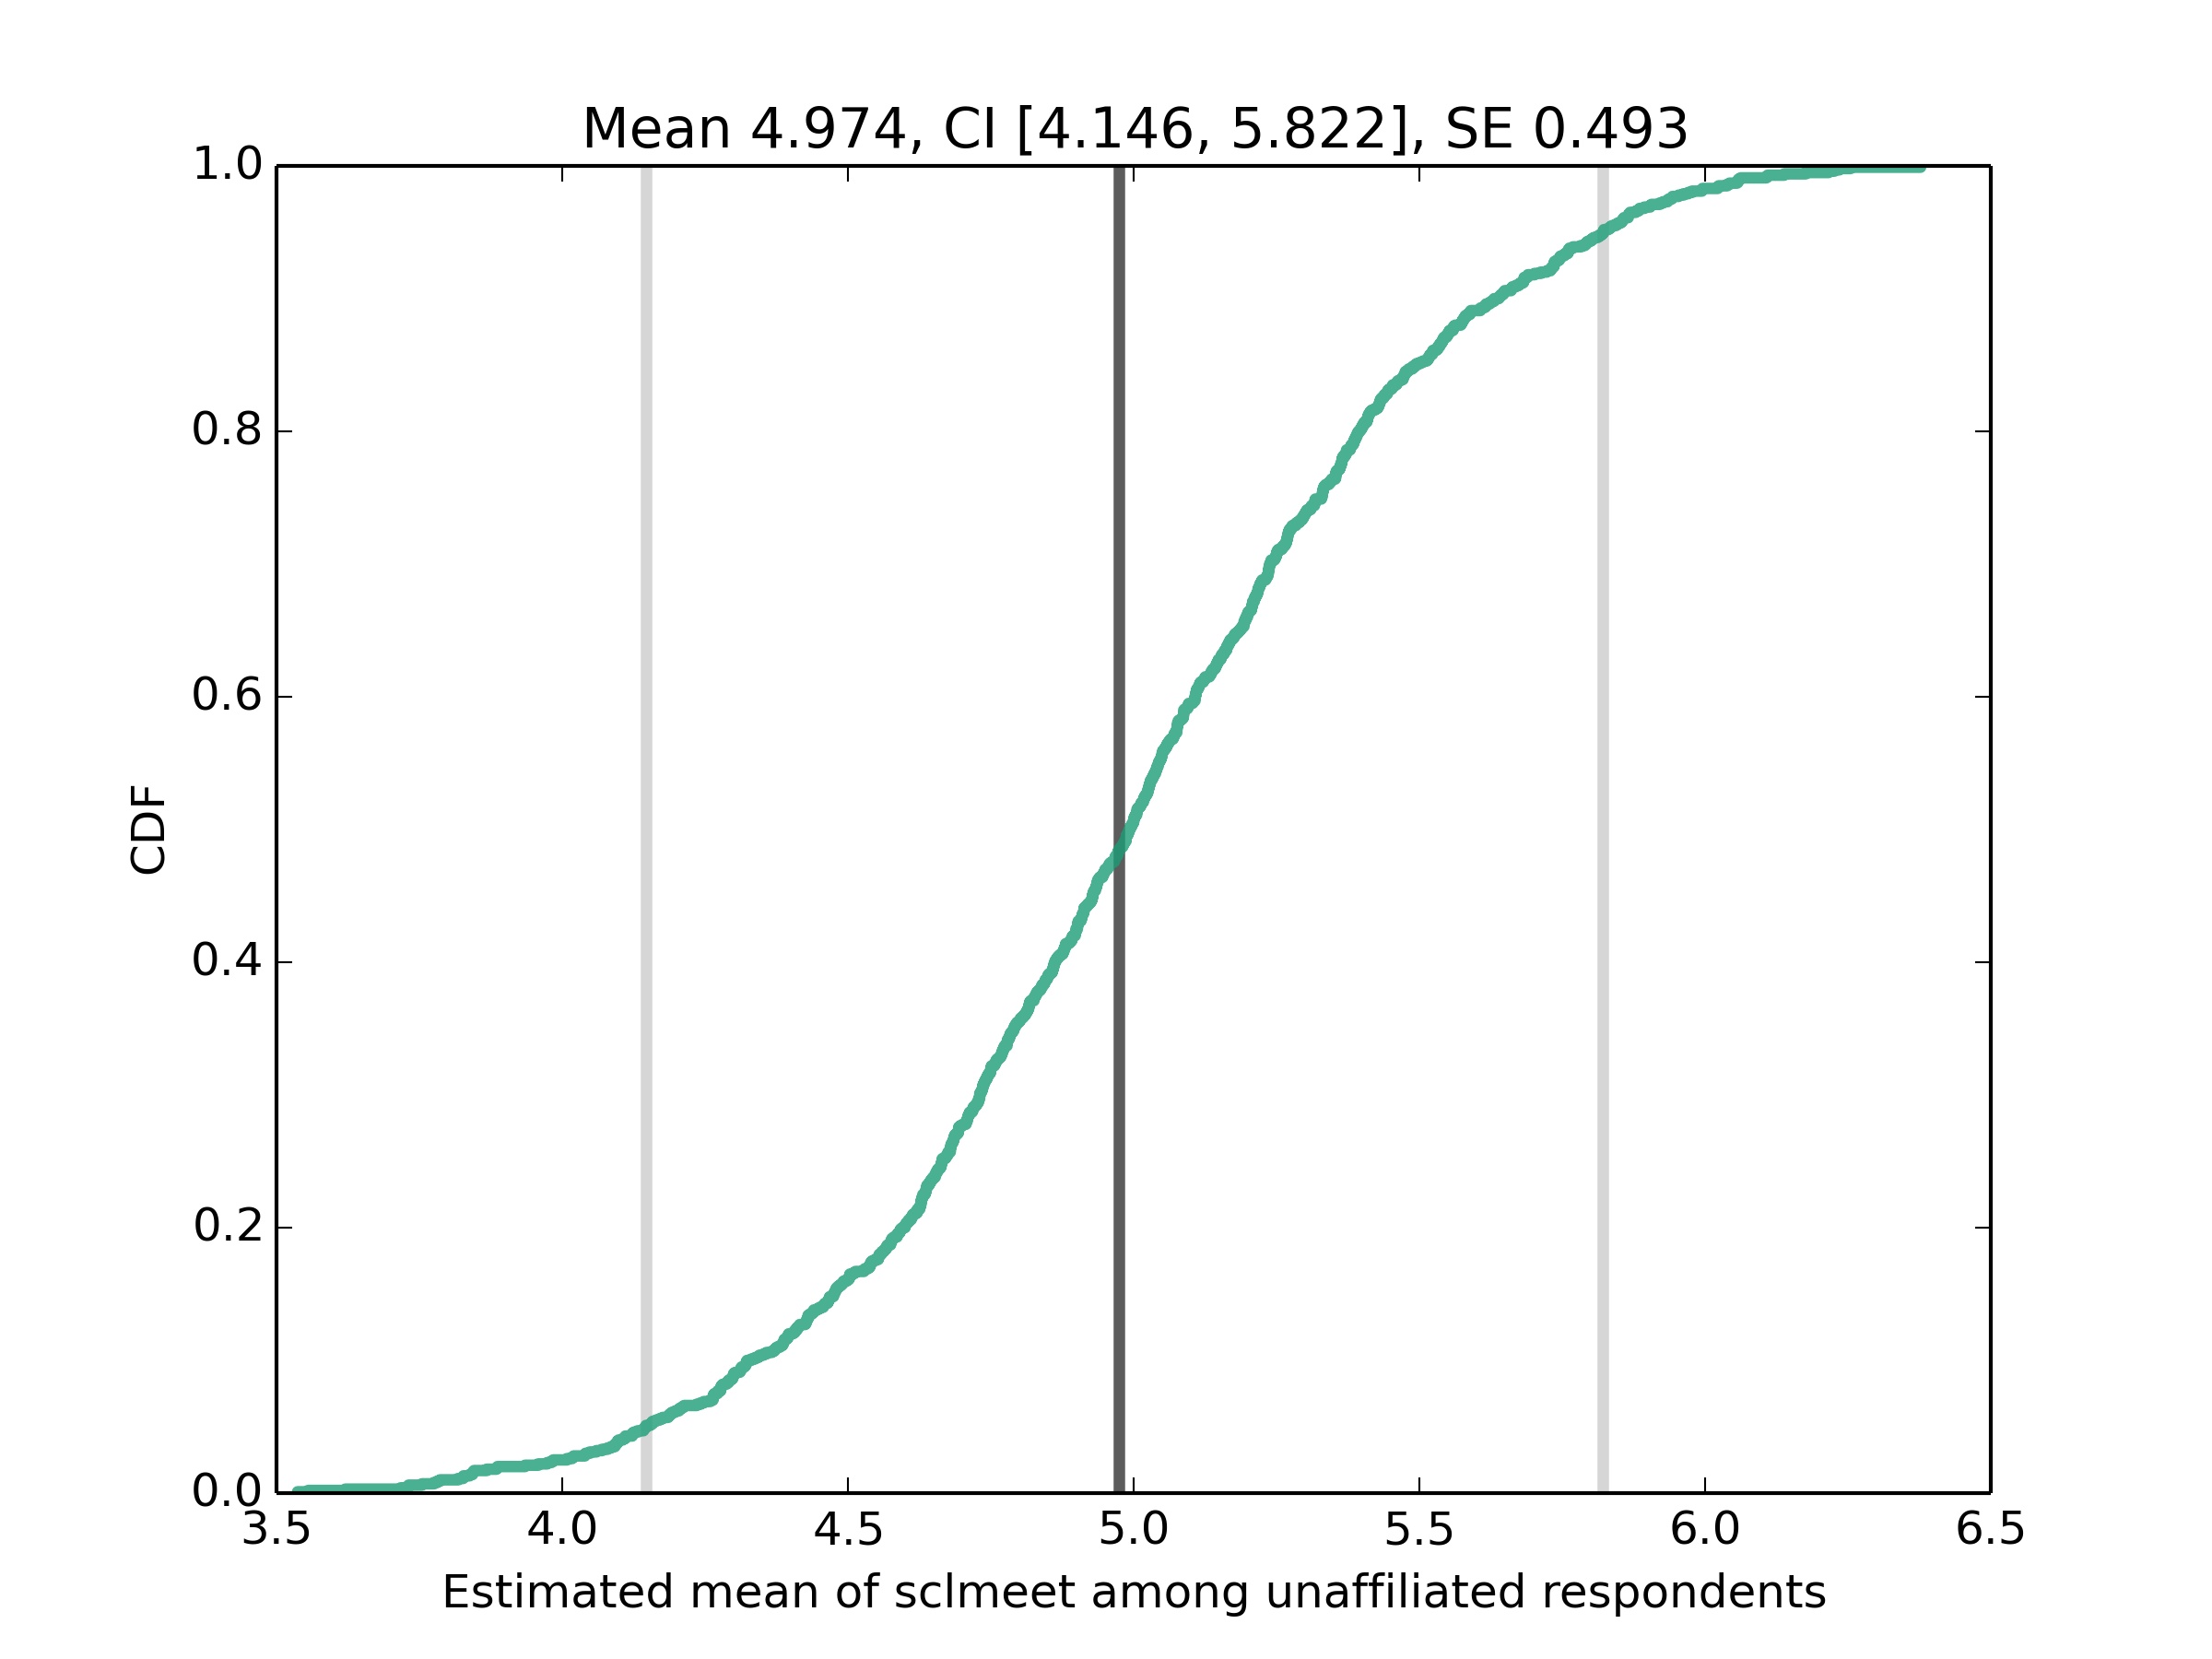 Mean 4.974, CI [4.146, 5.822], SE 0.493
1.0
0.8
0.6
0.4
0.2
0.0
CDF
3.5 4.0 4.5 5.0 5.5 6.0 6.5
Estimated mean of sclmeet among unaffiliated respondents